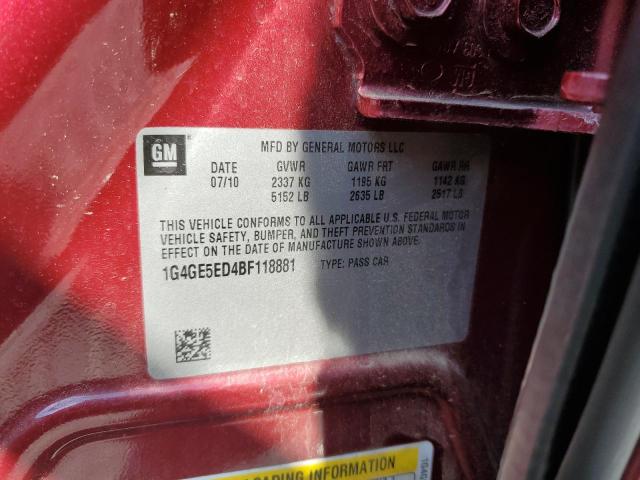 GM
MFD BY GENERAL MOTORS LLC
DATE GVWR GAWR FRT GAWR RR
07/10 2337 KG 1195 KG 1142 KG
5152 LB 2635 LB 2517 LB
THIS VEHICLE CONFORMS TO ALL APPLICABLE U.S. FEDERAL MOTOR
VEHICLE SAFETY, BUMPER, AND THEFT PREVENTION STANDARDS IN
EFFECT ON THE DATE OF MANUFACTURE SHOWN ABOVE.
1G4GE5ED4BF118881 TYPE: PASS CAR
LOADING INFORMATION